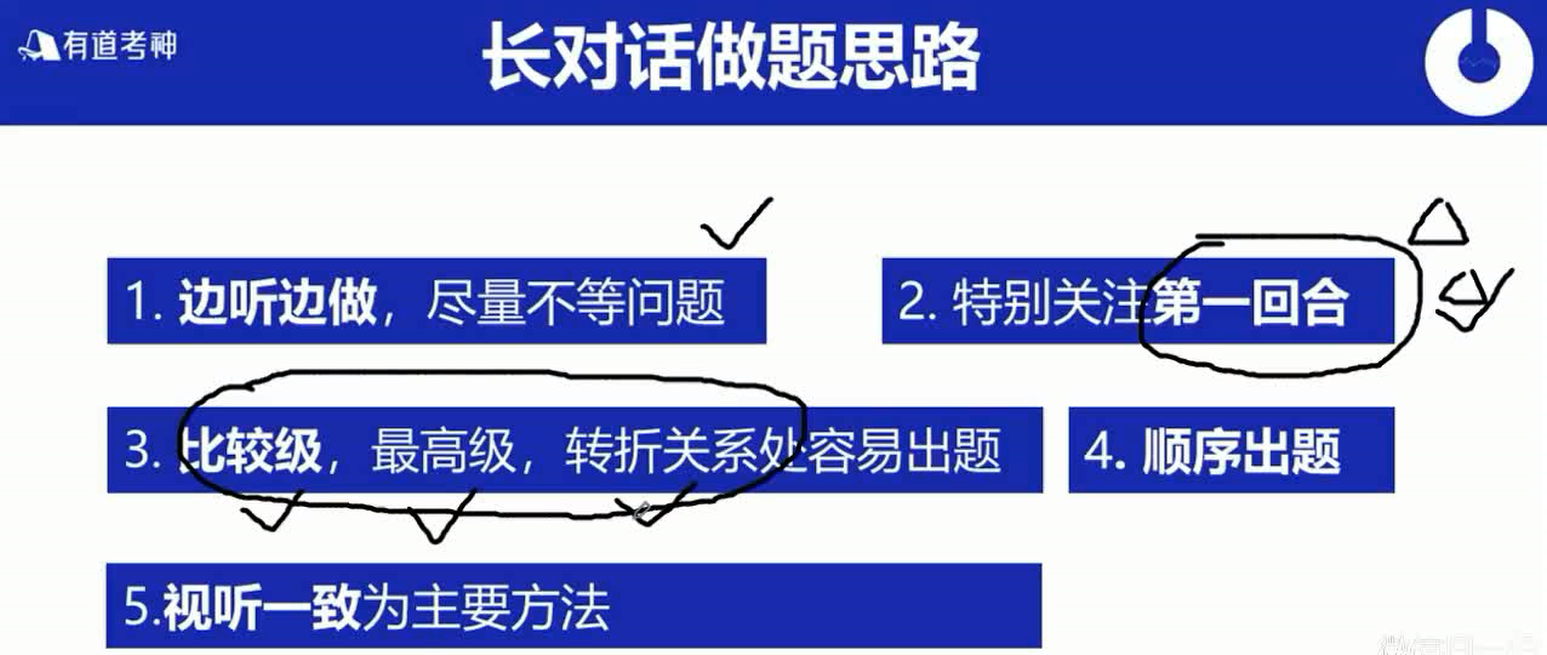 有道考神
长对话做题思路
1. 边听边做，尽量不等问题
2. 特别关注第一回合
3. 比较级，最高级，转折关系处容易出题
4. 顺序出题
5.视听一致为主要方法